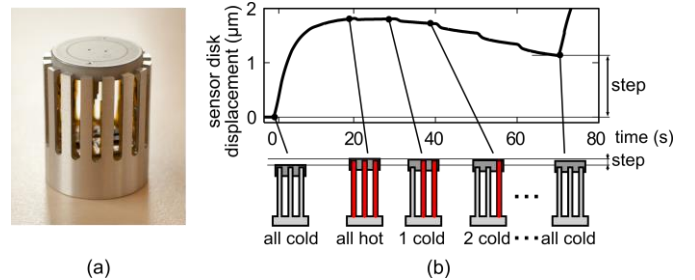 sensor disk
displacement (μm)
2
1
0
0
20
40
60
80
time (s)
step
step
all cold
all hot
1 cold
2 cold
all cold
(a)
(b)